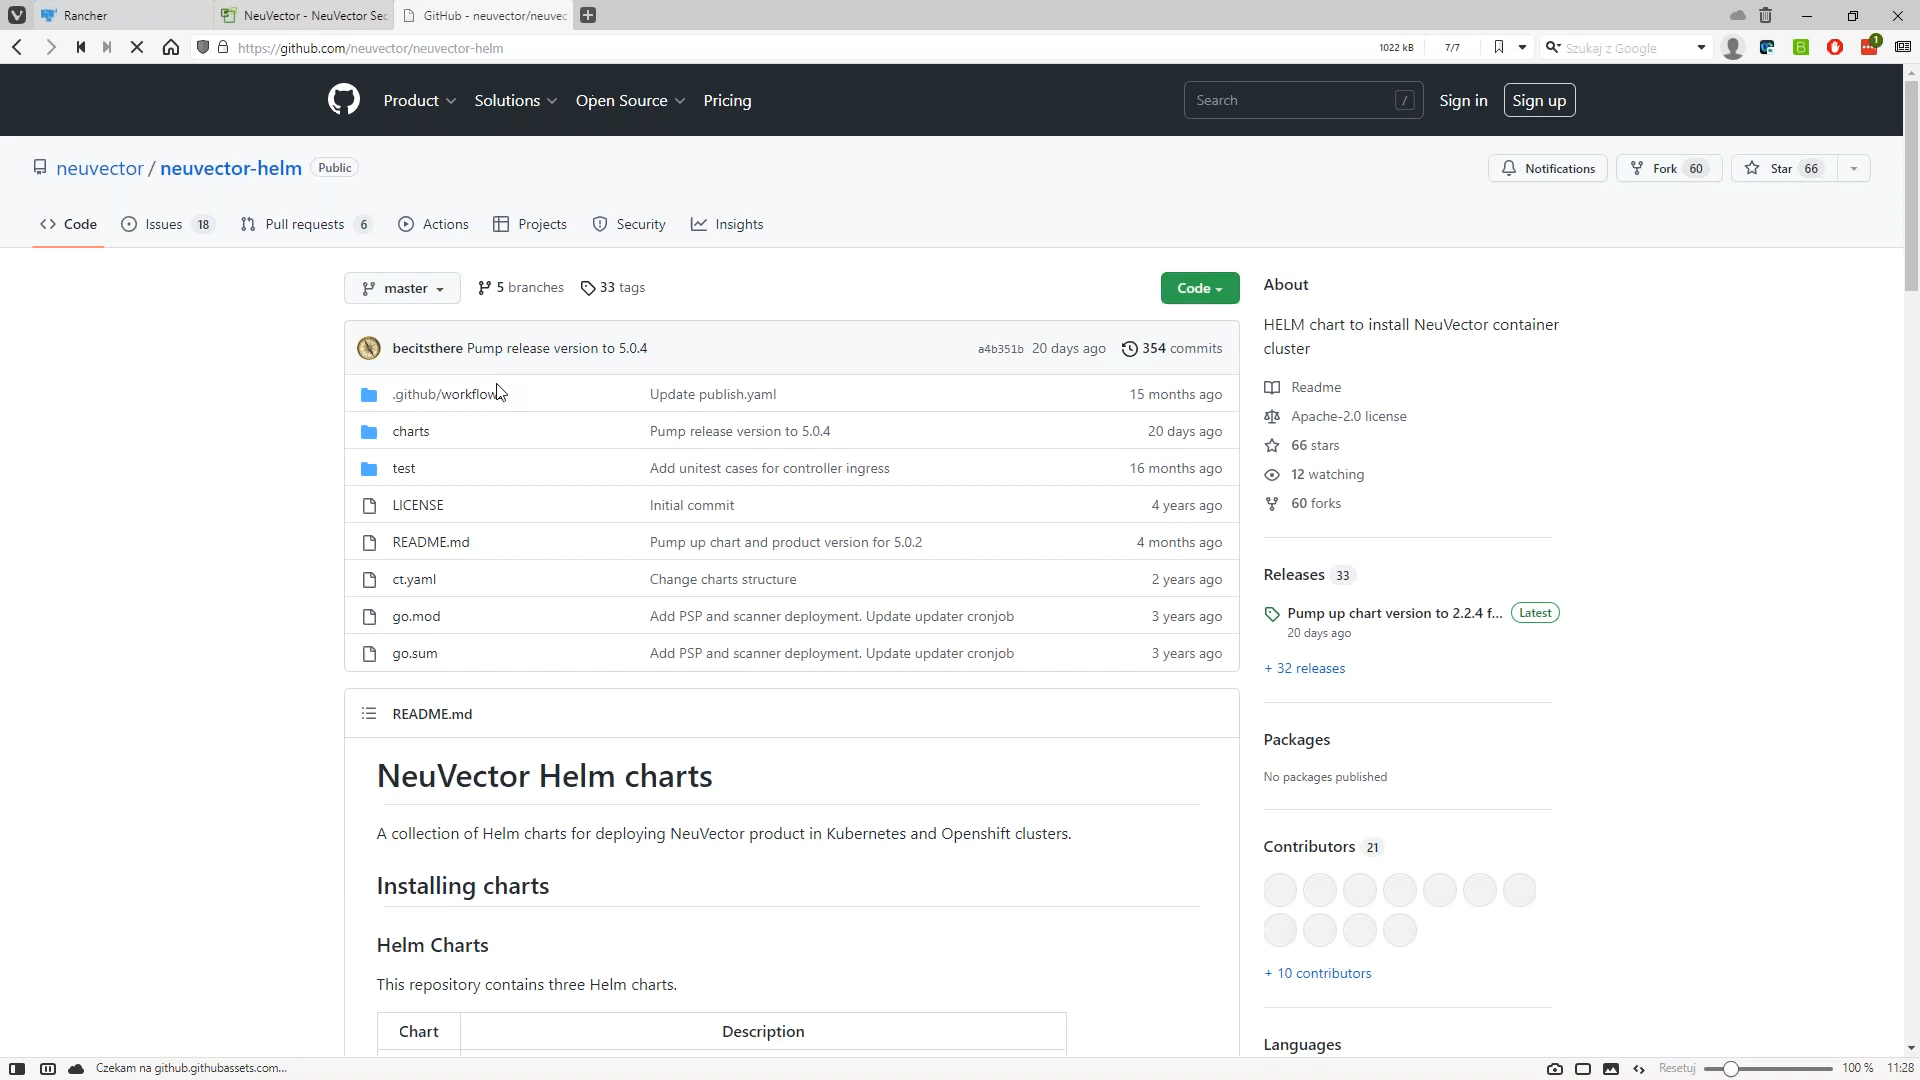 Rancher
NeuVector - NeuVector Sec
GitHub - neuvector/neuvec
https://github.com/neuvector/neuvector-helm
1022 kB
7/7
Szukaj z Google
1
Product
Solutions
Open Source
Pricing
Search
/
Sign in
Sign up
neuvector / neuvector-helm
Public
Notifications
Fork 60
Star 66
Code
Issues 18
Pull requests 6
Actions
Projects
Security
Insights
master
5 branches
33 tags
Code
becitsthere Pump release version to 5.0.4
a4b351b 20 days ago
354 commits
.github/workflows Update publish.yaml 15 months ago
charts Pump release version to 5.0.4 20 days ago
test Add unitest cases for controller ingress 16 months ago
LICENSE Initial commit 4 years ago
README.md Pump up chart and product version for 5.0.2 4 months ago
ct.yaml Change charts structure 2 years ago
go.mod Add PSP and scanner deployment. Update updater cronjob 3 years ago
go.sum Add PSP and scanner deployment. Update updater cronjob 3 years ago
README.md
NeuVector Helm charts
A collection of Helm charts for deploying NeuVector product in Kubernetes and Openshift clusters.
Installing charts
Helm Charts
This repository contains three Helm charts.
Chart Description
About
HELM chart to install NeuVector container
cluster
Readme
Apache-2.0 license
66 stars
12 watching
60 forks
Releases 33
Pump up chart version to 2.2.4 f... Latest
20 days ago
+ 32 releases
Packages
No packages published
Contributors 21
+ 10 contributors
Languages
Czekam na github.githubassets.com...
Resetuj
100 %
11:28